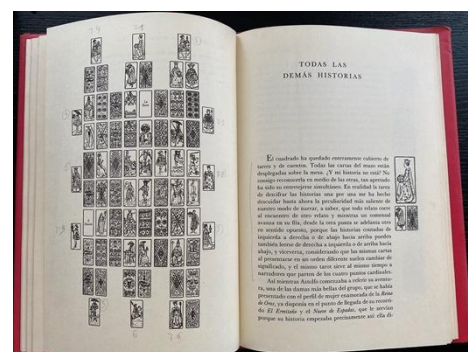 TODAS LAS
DEMÁS HISTORIAS
El cuadrado ha quedado enteramente cubierto de
tarots y de cuentos. Todas las cartas del mazo están
desplegadas sobre la mesa. ¿Y mi historia no está? No
consigo reconocerla en medio de las otras, tan apretado
ha sido su entretejerse simultáneo. En realidad la tarea
de descifrar las historias una por una me ha hecho
descuidar hasta ahora la peculiaridad más saliente de
nuestro modo de narrar, a saber, que todo relato corre
al encuentro de otro relato y mientras un comensal
avanza en su fila, desde la otra punta se adelanta otro
en sentido opuesto, porque las historias contadas de
izquierda a derecha o de abajo hacia arriba pueden
también leerse de derecha a izquierda o de arriba hacia
abajo, y viceversa, considerando que las mismas cartas
al presentarse en un orden diferente suelen cambiar de
significado, y el mismo tarot sirve al mismo tiempo a
narradores que parten de los cuatro puntos cardinales.
Así mientras Astolfo comenzaba a referir su aventu-
ra, una de las damas más bellas del grupo, que se había
presentado con el perfil de mujer enamorada de la Reina
de Oros, ya disponía en el punto de llegada de su recorri-
do El Ermitaño y el Nueve de Espadas, que le servían
porque su historia empezaba precisamente así: ella di-